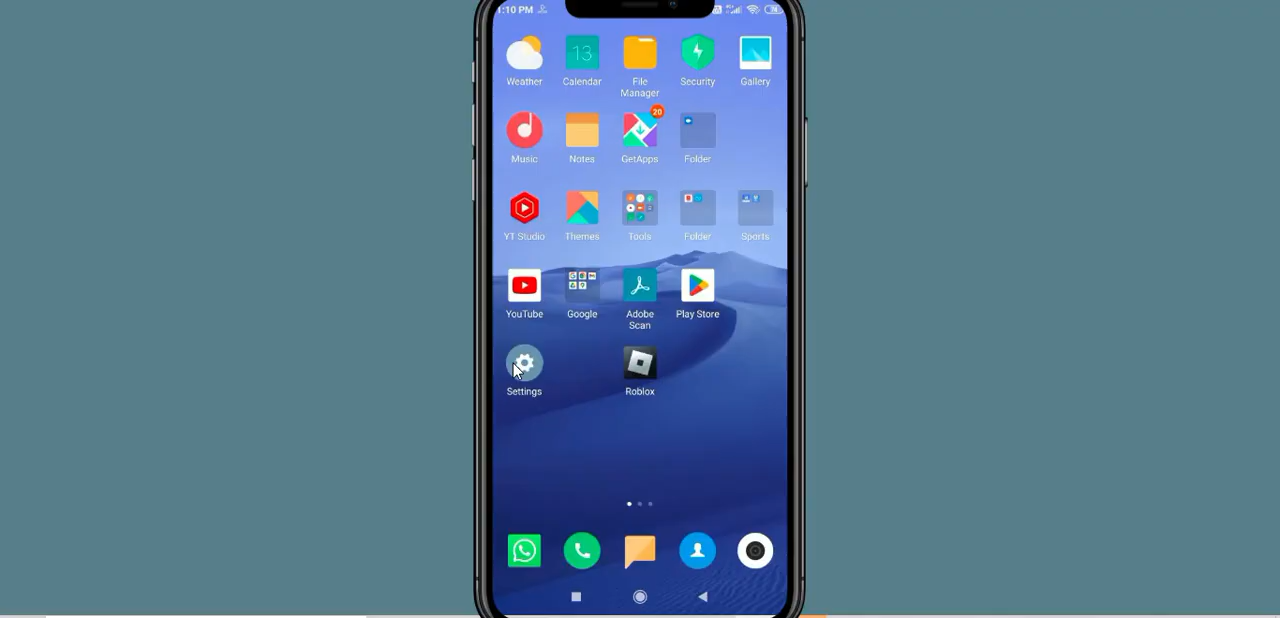 1:10 PM
Weather
Calendar
File
Manager
Security
Gallery
13
Music
Notes
GetApps
Folder
20
YT Studio
Themes
Tools
Folder
Sports
YouTube
Google
Adobe
Scan
Play Store
Settings
Roblox